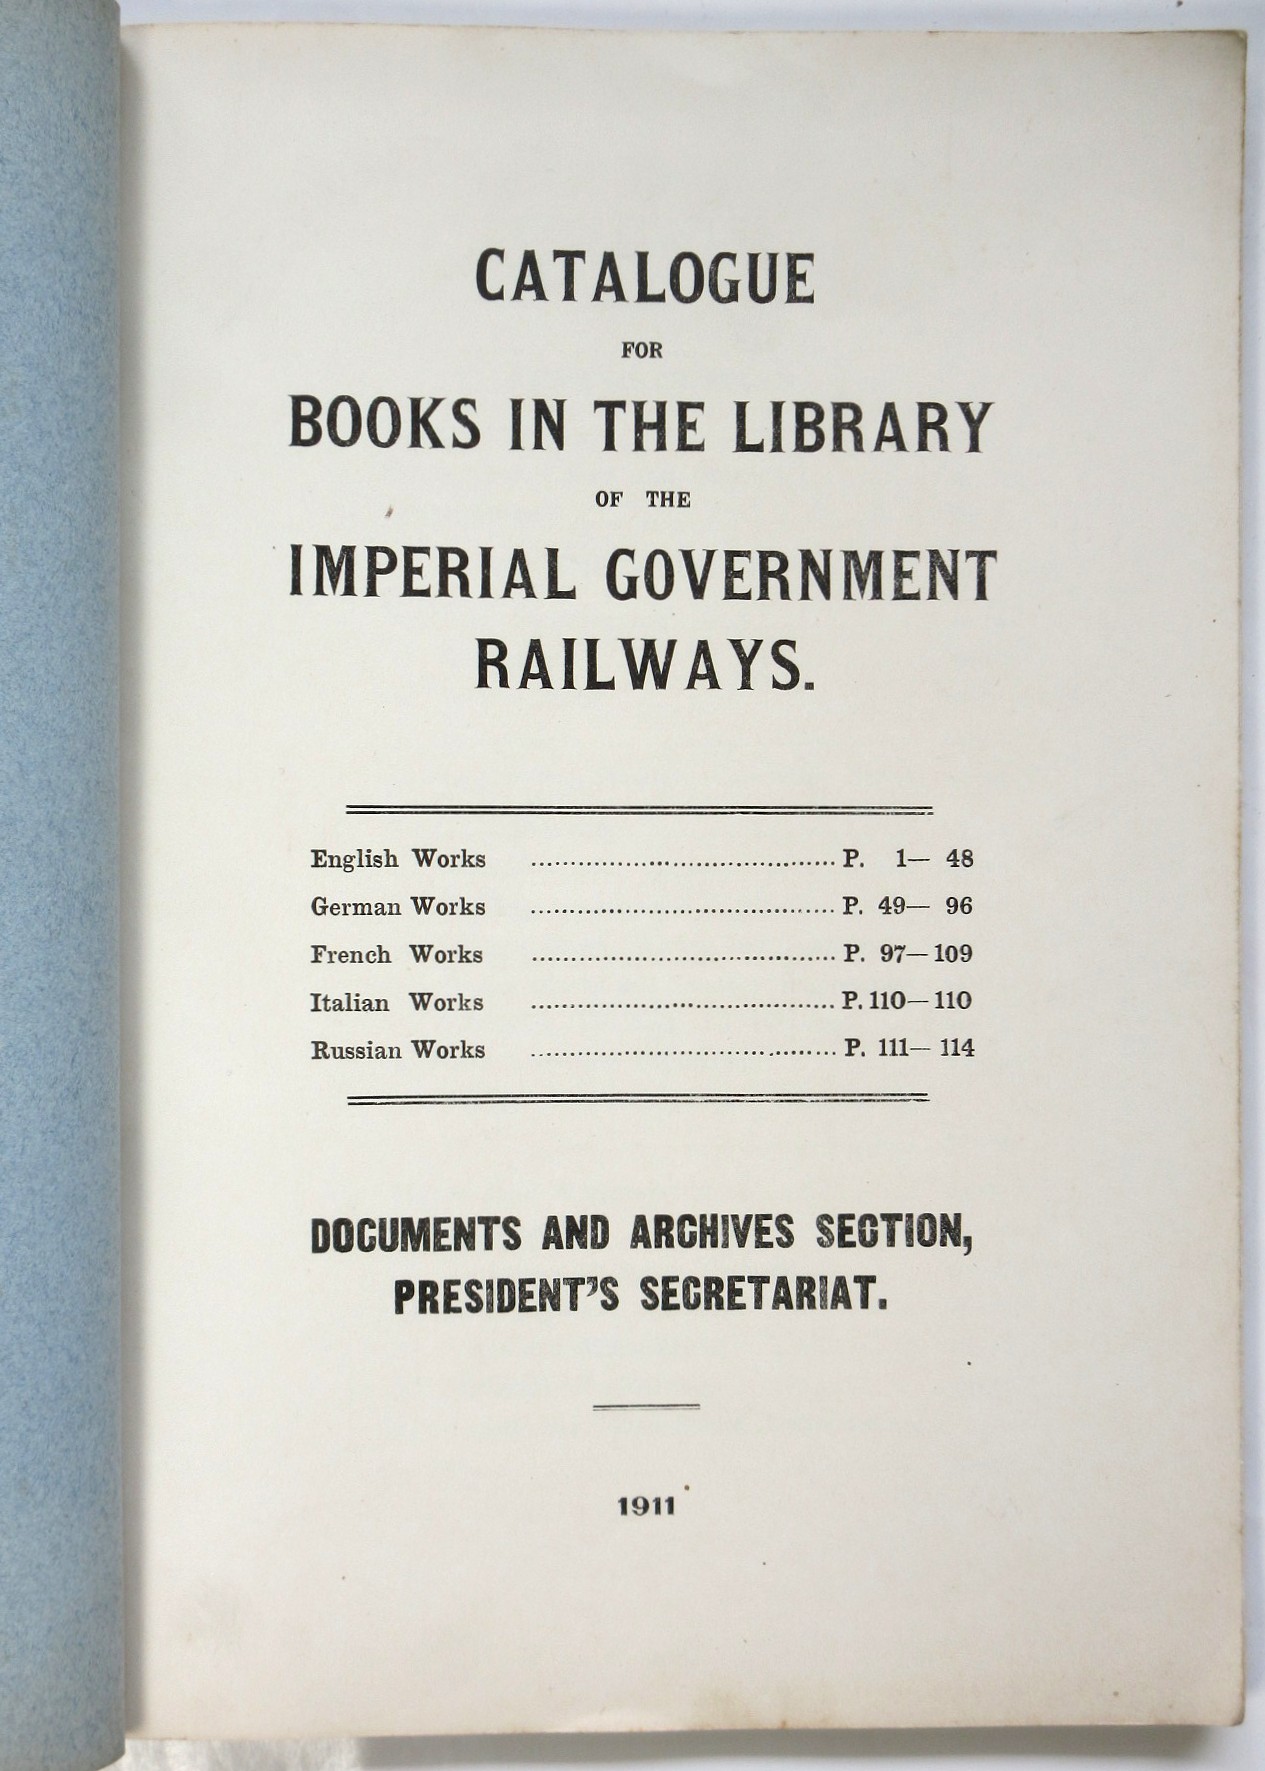 CATALOGUE
FOR
BOOKS IN THE LIBRARY
OF THE
IMPERIAL GOVERNMENT
RAILWAYS.
English Works ........................................ P. 1— 48
German Works ........................................ P. 49— 96
French Works ........................................ P. 97—109
Italian Works ........................................ P. 110—110
Russian Works ........................................ P. 111— 114
DOCUMENTS AND ARCHIVES SECTION,
PRESIDENT'S SECRETARIAT.
1911